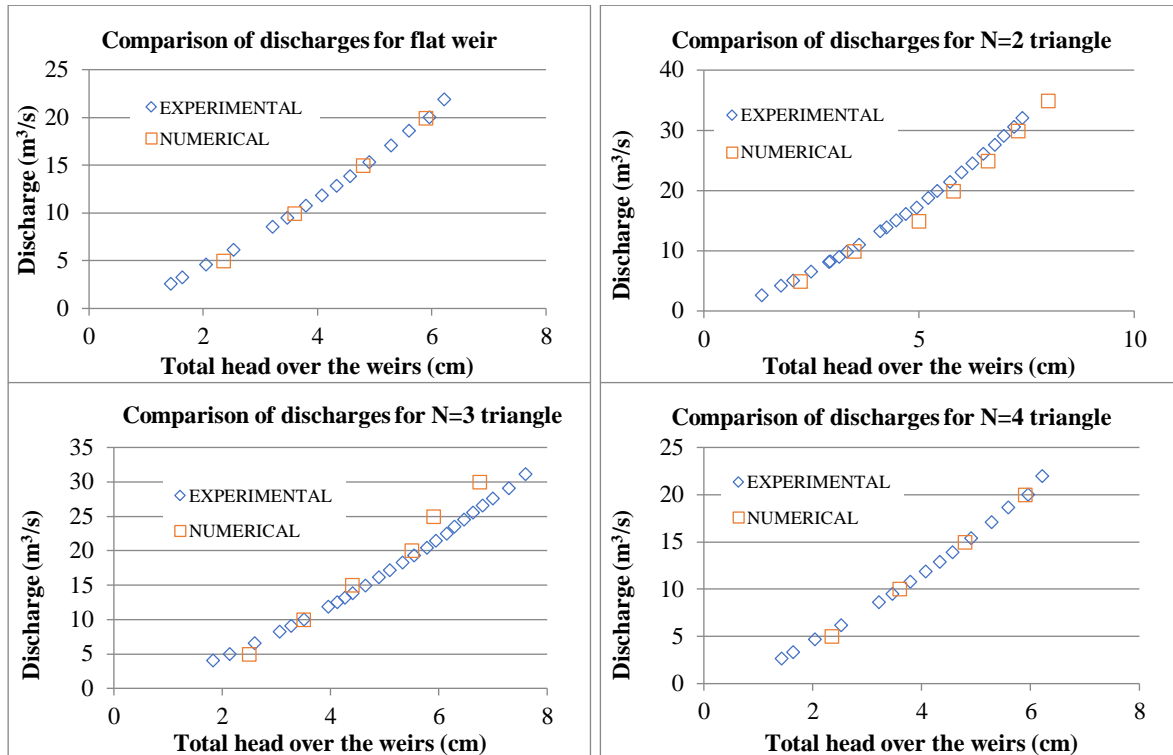 Comparison of discharges for flat weir
Discharge (m³/s)
25
20
15
10
5
0
EXPERIMENTAL
NUMERICAL
0 2 4 6 8
Total head over the weirs (cm)
Comparison of discharges for N=2 triangle
Discharge (m³/s)
40
30
20
10
0
EXPERIMENTAL
NUMERICAL
0 5 10
Total head over the weirs (cm)
Comparison of discharges for N=3 triangle
Discharge (m³/s)
35
30
25
20
15
10
5
0
EXPERIMENTAL
NUMERICAL
0 2 4 6 8
Total head over the weirs (cm)
Comparison of discharges for N=4 triangle
Discharge (m³/s)
25
20
15
10
5
0
EXPERIMENTAL
NUMERICAL
0 2 4 6 8
Total head over the weirs (cm)